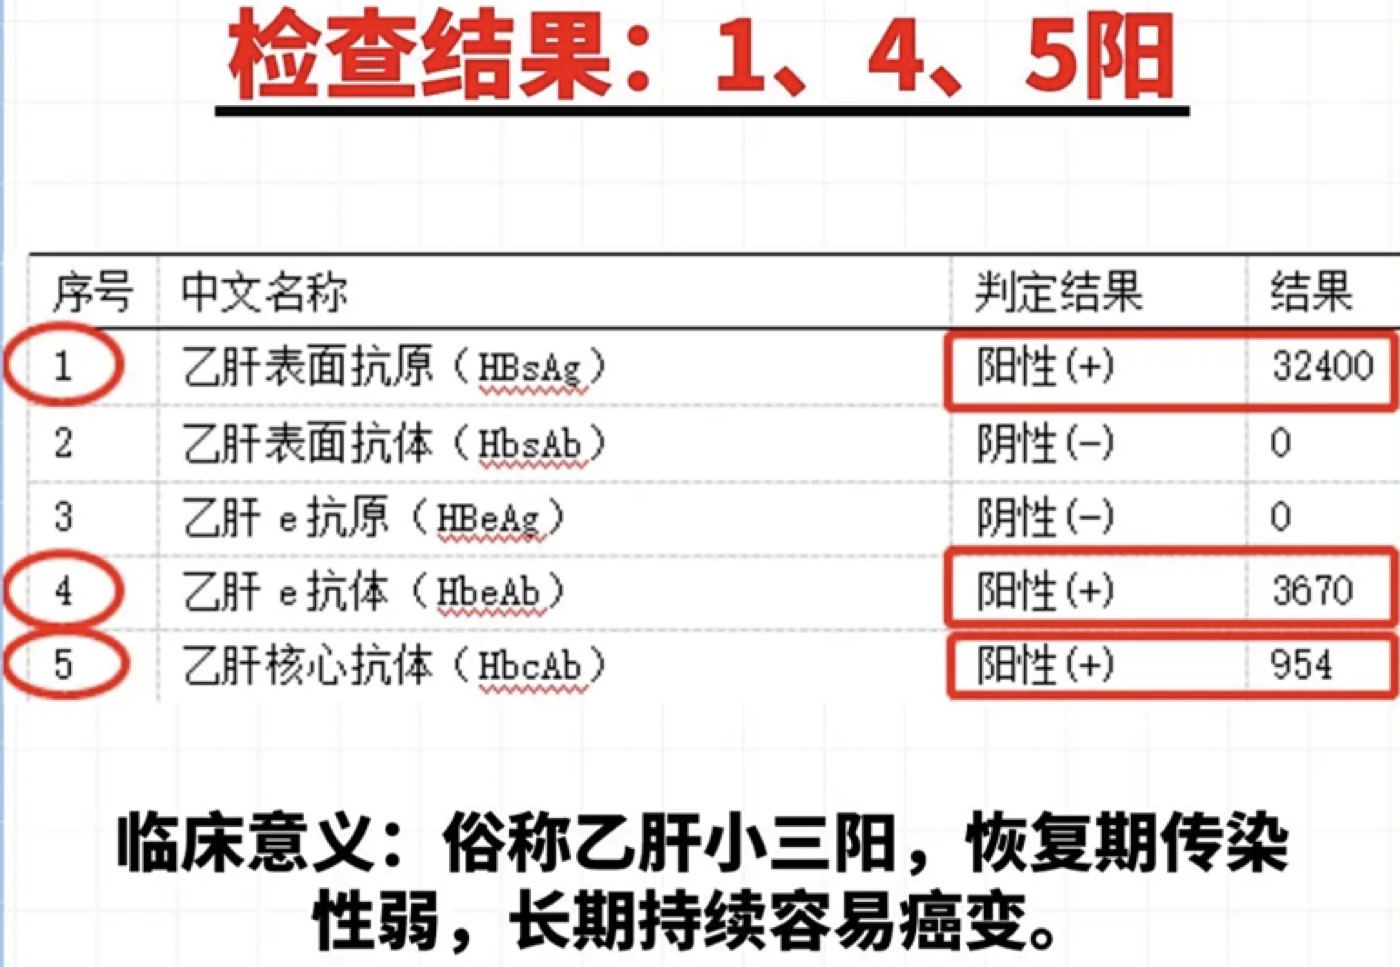 检查结果：1、4、5阳
序号 中文名称 判定结果 结果
1 乙肝表面抗原（HBsAg） 阳性(+) 32400
2 乙肝表面抗体（HbsAb） 阴性(-) 0
3 乙肝 e 抗原（HBeAg） 阴性(-) 0
4 乙肝 e 抗体（HbeAb） 阳性(+) 3670
5 乙肝核心抗体（HbcAb） 阳性(+) 954
临床意义：俗称乙肝小三阳，恢复期传染
性弱，长期持续容易癌变。